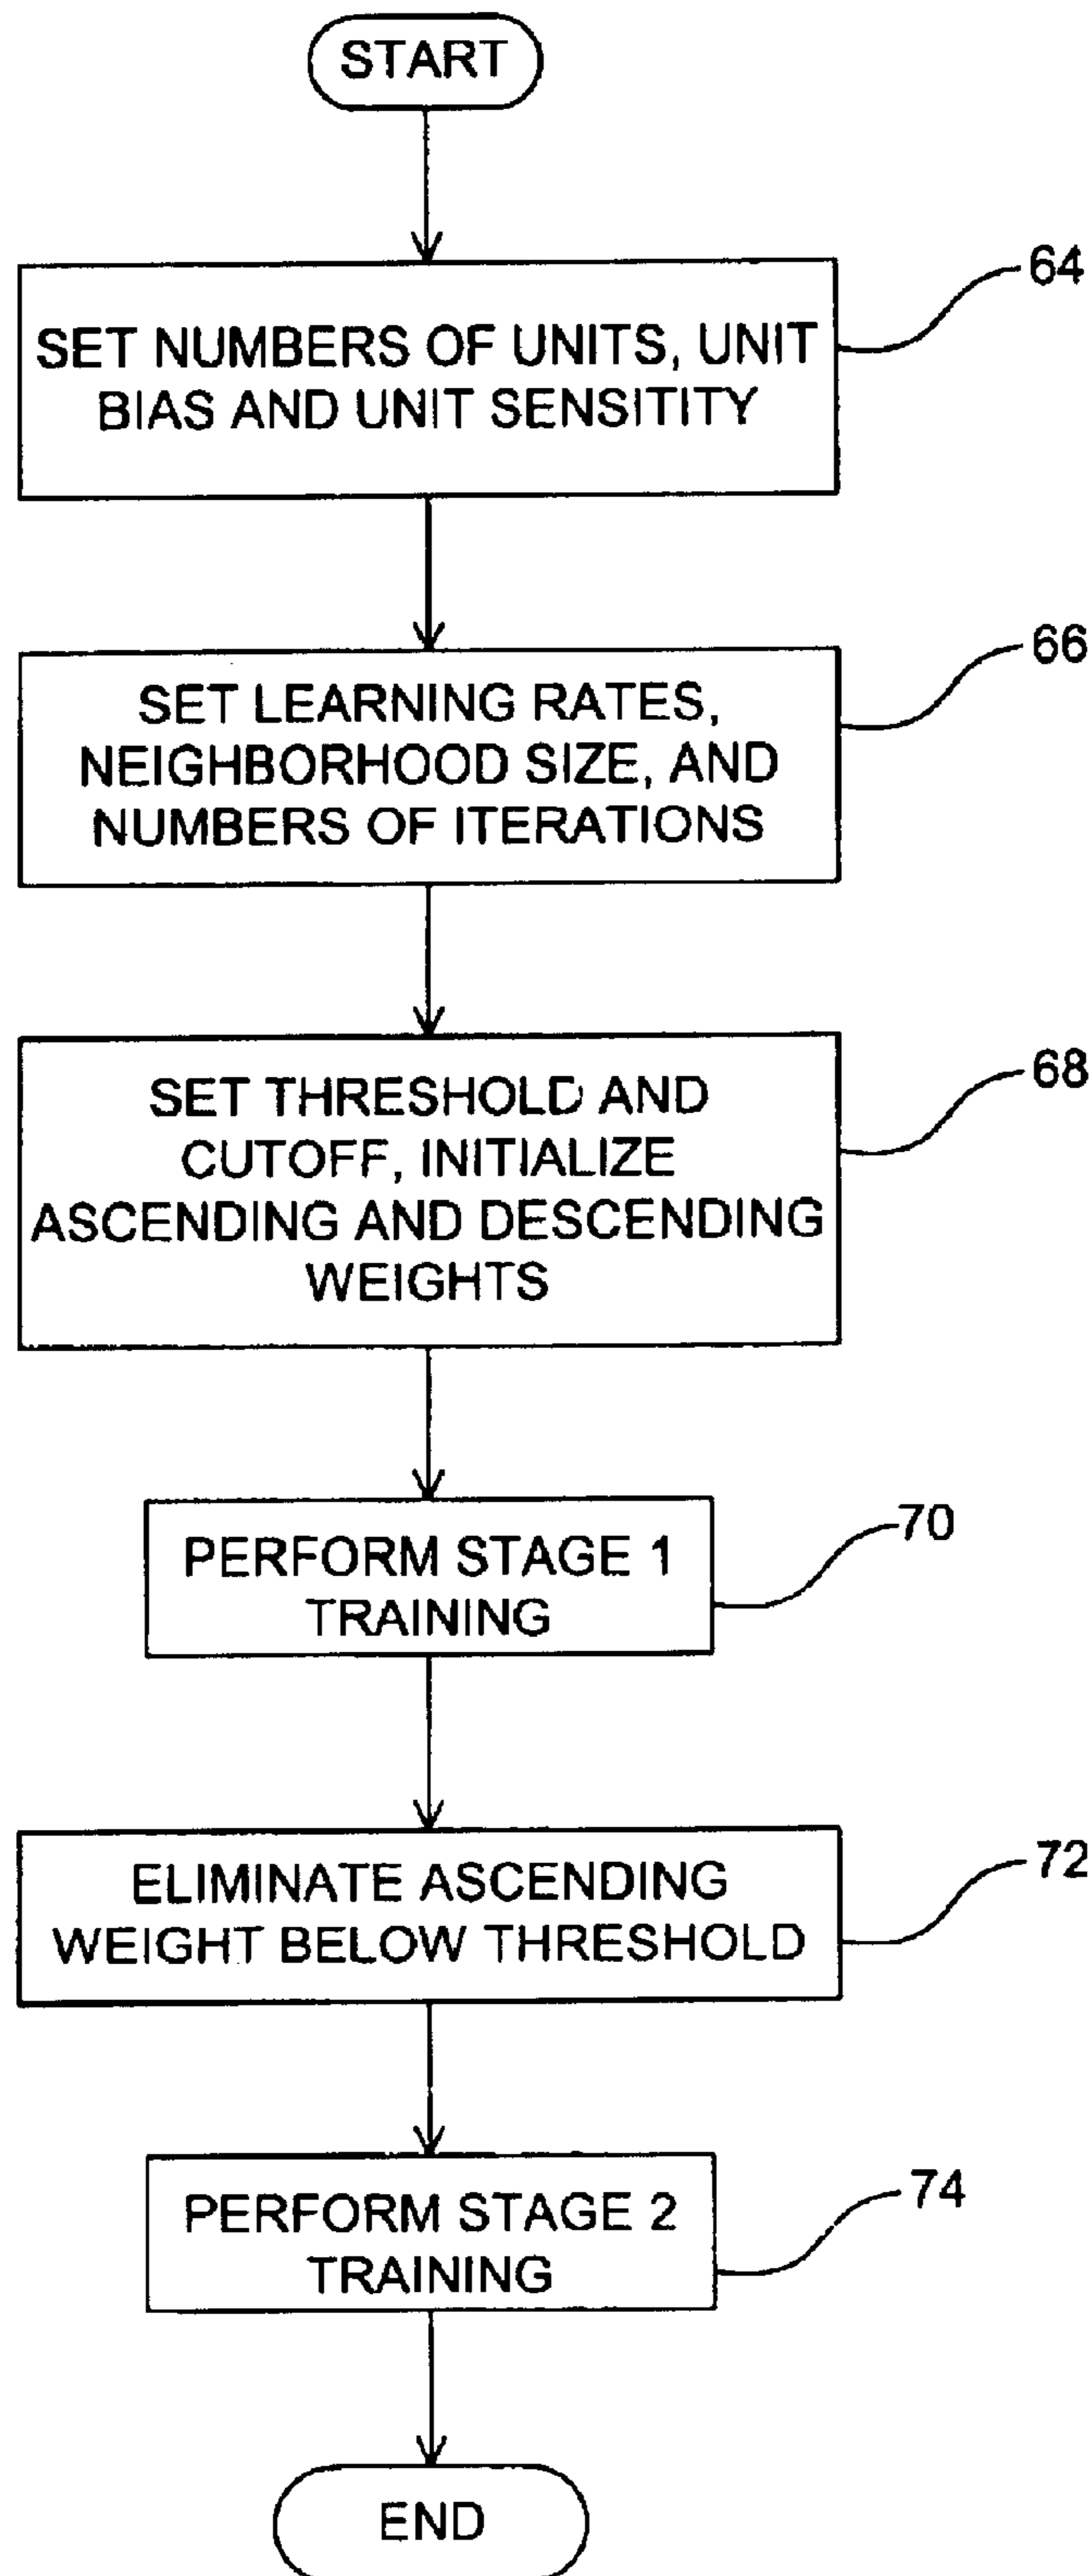 START
64
SET NUMBERS OF UNITS, UNIT
BIAS AND UNIT SENSITITY
66
SET LEARNING RATES,
NEIGHBORHOOD SIZE, AND
NUMBERS OF ITERATIONS
68
SET THRESHOLD AND
CUTOFF, INITIALIZE
ASCENDING AND DESCENDING
WEIGHTS
70
PERFORM STAGE 1
TRAINING
72
ELIMINATE ASCENDING
WEIGHT BELOW THRESHOLD
74
PERFORM STAGE 2
TRAINING
END